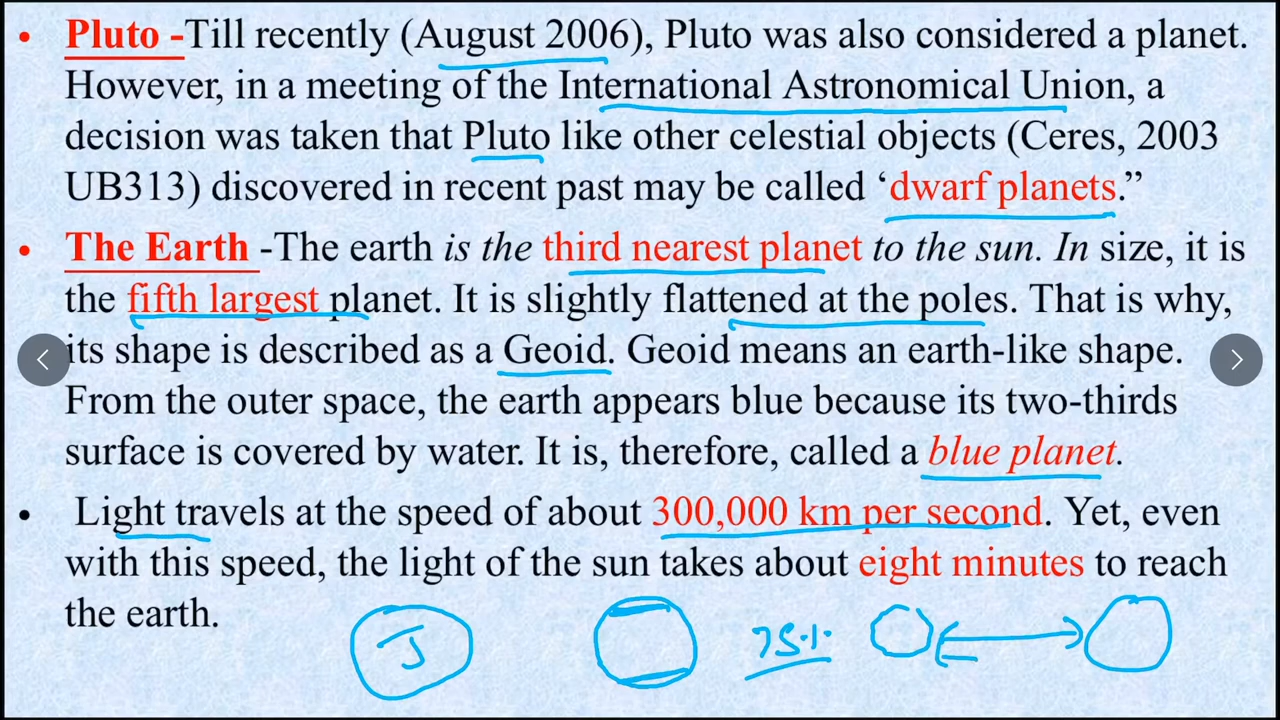 • Pluto -Till recently (August 2006), Pluto was also considered a planet.
However, in a meeting of the International Astronomical Union, a
decision was taken that Pluto like other celestial objects (Ceres, 2003
UB313) discovered in recent past may be called ‘dwarf planets.”
• The Earth -The earth is the third nearest planet to the sun. In size, it is
the fifth largest planet. It is slightly flattened at the poles. That is why,
its shape is described as a Geoid. Geoid means an earth-like shape.
From the outer space, the earth appears blue because its two-thirds
surface is covered by water. It is, therefore, called a blue planet.
• Light travels at the speed of about 300,000 km per second. Yet, even
with this speed, the light of the sun takes about eight minutes to reach
the earth.
J 75%